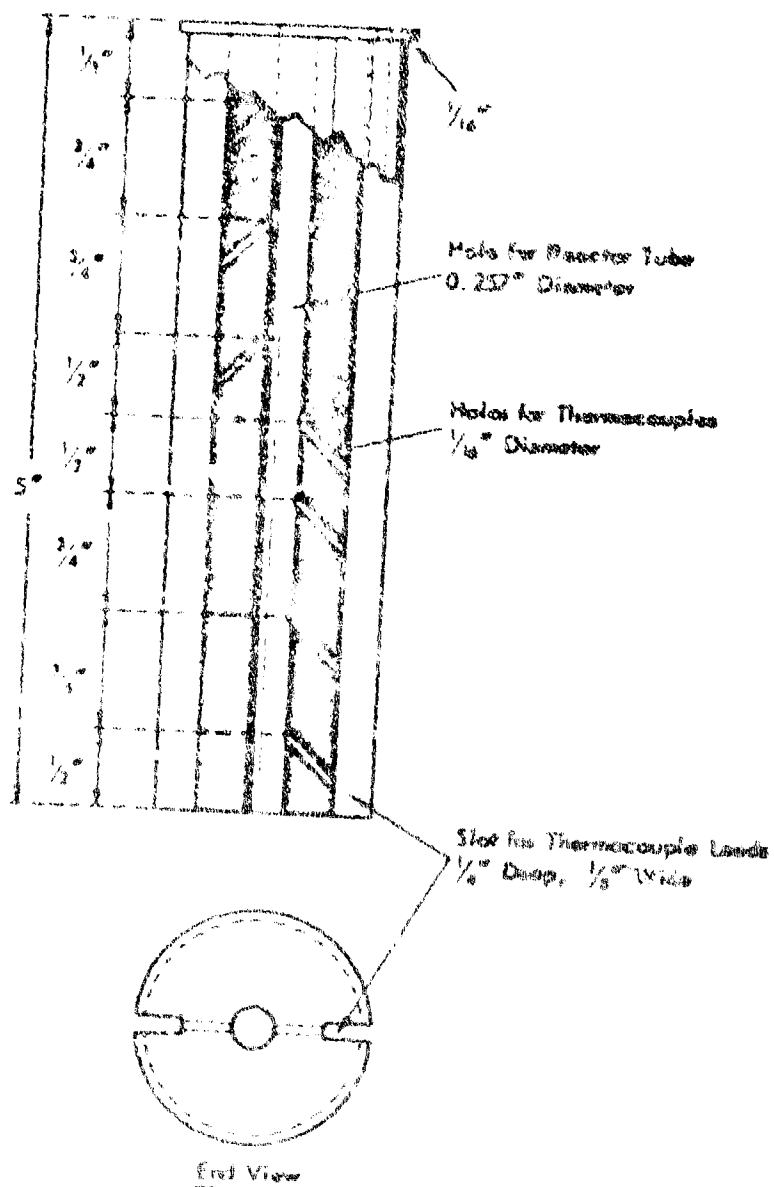 1/2"
1/16"
3/4"
3/4"
Hole for Reactor Tube
0.257" Diameter
1/2"
Holes for Thermocouples
1/16" Diameter
1/2"
5"
3/4"
3/4"
1/2"
Slot for Thermocouple Leads
1/4" Deep, 1/8" Wide
End View